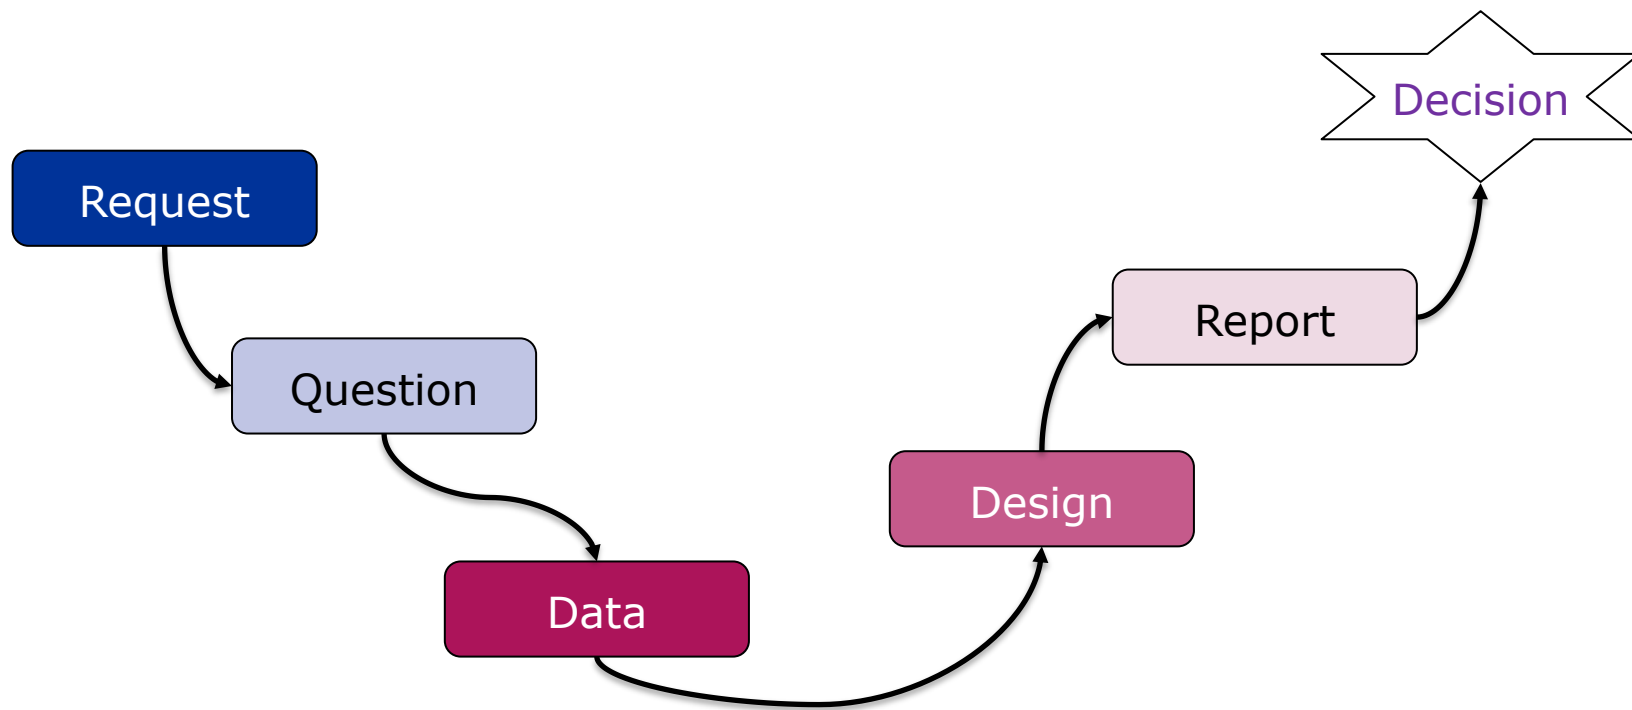 Request
Question
Data
Design
Report
Decision